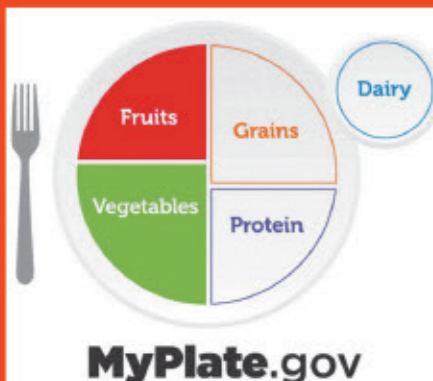 Fruits
Grains
Dairy
Vegetables
Protein
MyPlate.gov